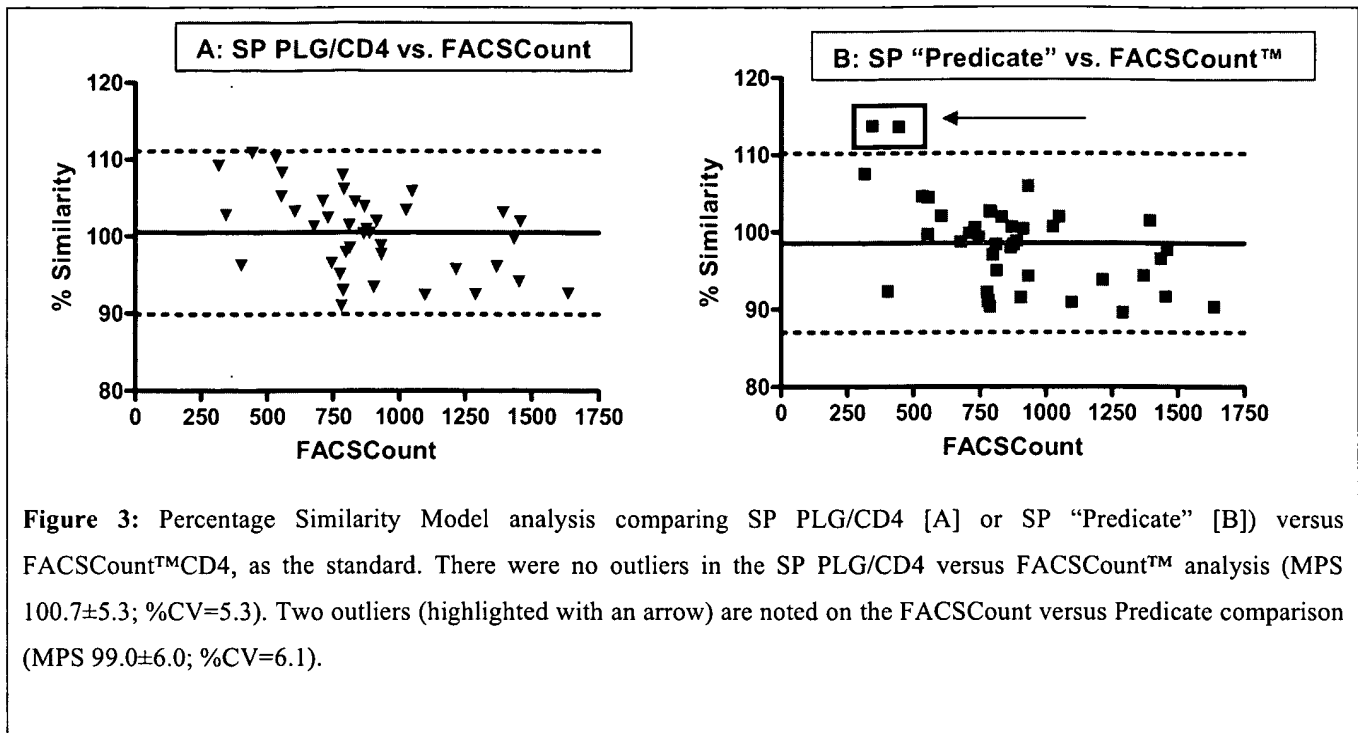 A: SP PLG/CD4 vs. FACSCount
120
110
100
90
80
% Similarity
0 250 500 750 1000 1250 1500 1750
FACSCount
B: SP “Predicate” vs. FACSCount™
120
110
100
90
80
% Similarity
0 250 500 750 1000 1250 1500 1750
FACSCount
Figure 3: Percentage Similarity Model analysis comparing SP PLG/CD4 [A] or SP “Predicate” [B]) versus
FACSCount™CD4, as the standard. There were no outliers in the SP PLG/CD4 versus FACSCount™ analysis (MPS
100.7±5.3; %CV=5.3). Two outliers (highlighted with an arrow) are noted on the FACSCount versus Predicate comparison
(MPS 99.0±6.0; %CV=6.1).